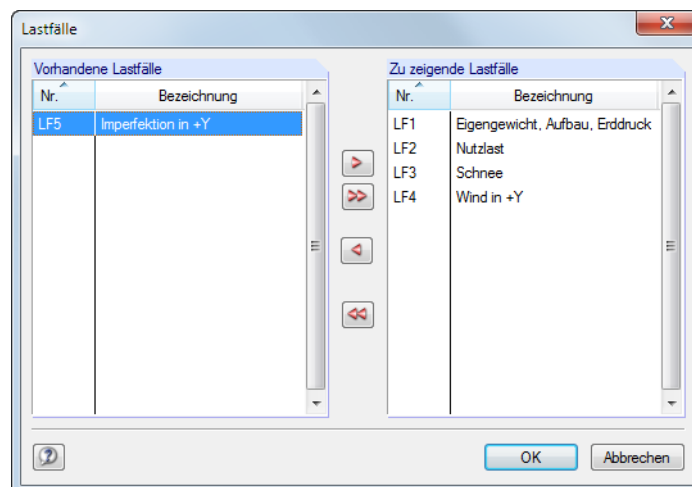 Lastfälle
Vorhandene Lastfälle
Nr. Bezeichnung
LF5 Imperfektion in +Y
Zu zeigende Lastfälle
Nr. Bezeichnung
LF1 Eigengewicht, Aufbau, Erddruck
LF2 Nutzlast
LF3 Schnee
LF4 Wind in +Y
OK Abbrechen